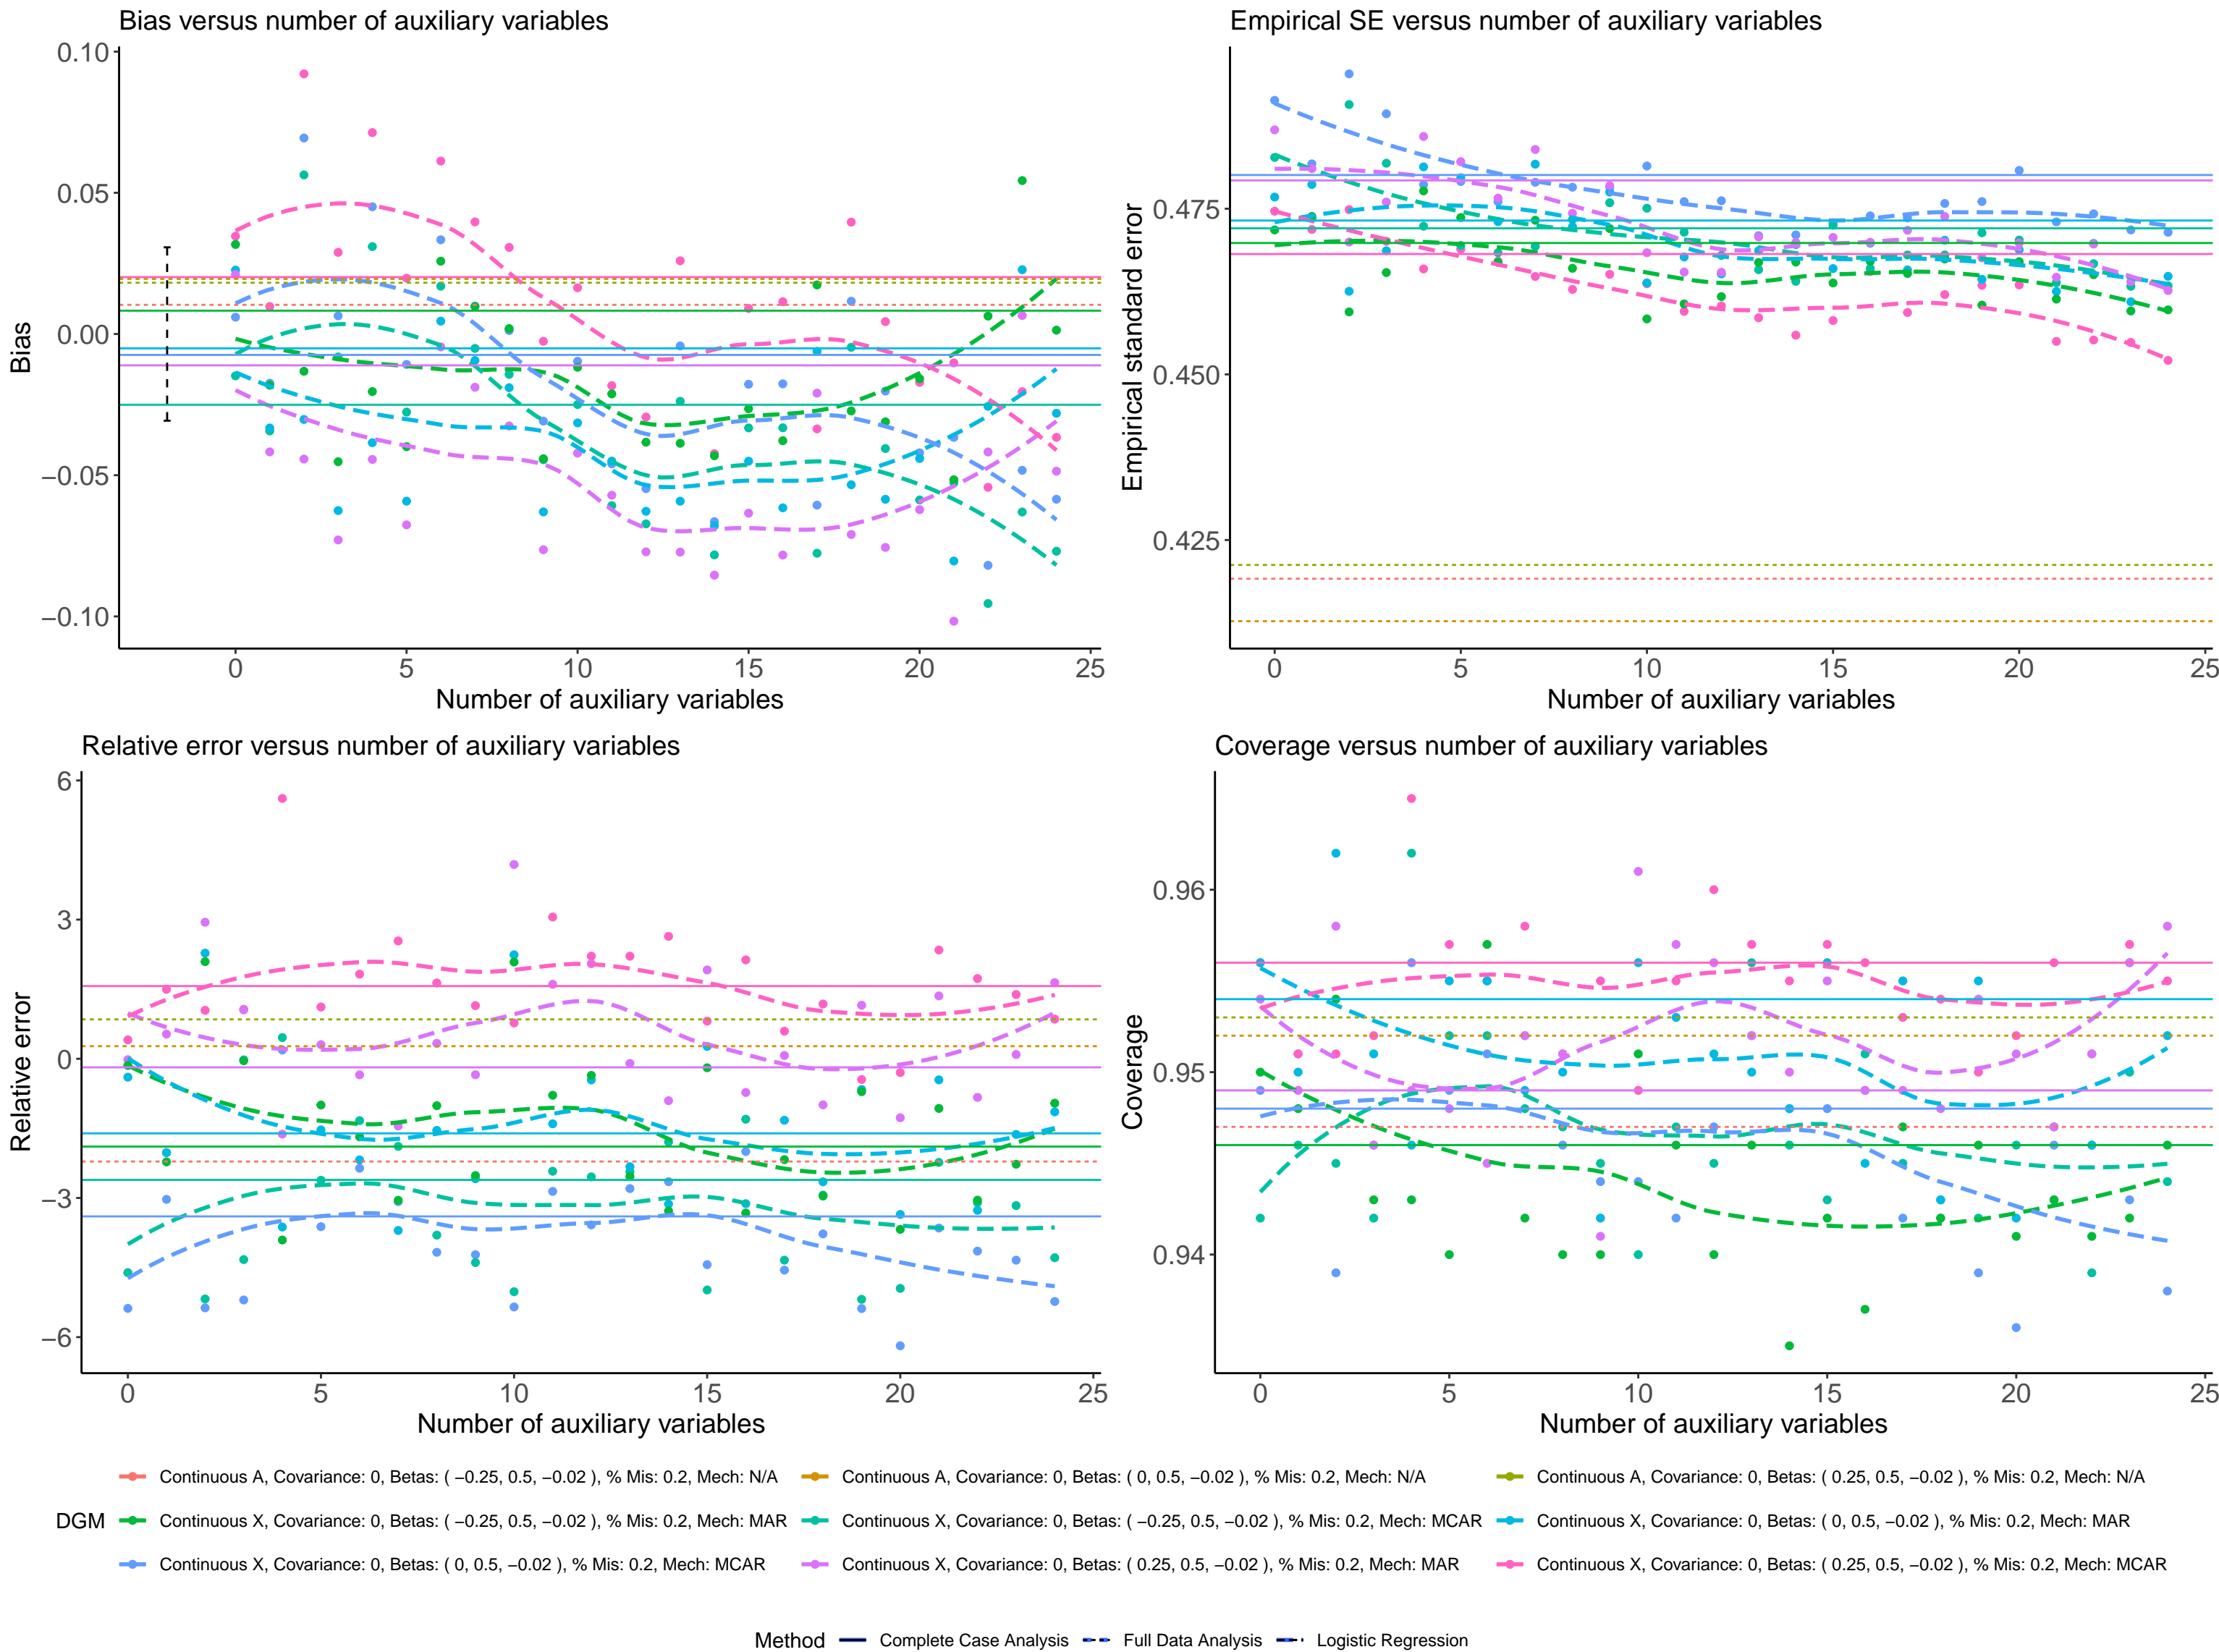 Bias versus number of auxiliary variables
0.10
0.05
0.00
−0.05
−0.10
Bias
0 5 10 15 20 25
Number of auxiliary variables
Empirical SE versus number of auxiliary variables
0.475
0.450
0.425
Empirical standard error
0 5 10 15 20 25
Number of auxiliary variables
Relative error versus number of auxiliary variables
6
3
0
−3
−6
Relative error
0 5 10 15 20 25
Number of auxiliary variables
Coverage versus number of auxiliary variables
0.96
0.95
0.94
Coverage
0 5 10 15 20 25
Number of auxiliary variables
DGM
Continuous A, Covariance: 0, Betas: ( −0.25, 0.5, −0.02 ), % Mis: 0.2, Mech: N/A
Continuous A, Covariance: 0, Betas: ( 0, 0.5, −0.02 ), % Mis: 0.2, Mech: N/A
Continuous A, Covariance: 0, Betas: ( 0.25, 0.5, −0.02 ), % Mis: 0.2, Mech: N/A
Continuous X, Covariance: 0, Betas: ( −0.25, 0.5, −0.02 ), % Mis: 0.2, Mech: MAR
Continuous X, Covariance: 0, Betas: ( −0.25, 0.5, −0.02 ), % Mis: 0.2, Mech: MCAR
Continuous X, Covariance: 0, Betas: ( 0, 0.5, −0.02 ), % Mis: 0.2, Mech: MAR
Continuous X, Covariance: 0, Betas: ( 0, 0.5, −0.02 ), % Mis: 0.2, Mech: MCAR
Continuous X, Covariance: 0, Betas: ( 0.25, 0.5, −0.02 ), % Mis: 0.2, Mech: MAR
Continuous X, Covariance: 0, Betas: ( 0.25, 0.5, −0.02 ), % Mis: 0.2, Mech: MCAR
Method Complete Case Analysis Full Data Analysis Logistic Regression